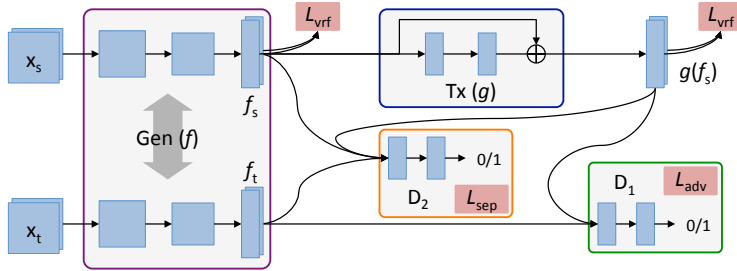 L_vrf
L_vrf
x_s
f_s
Tx (g)
g(f_s)
Gen (f)
f_t
0/1
D_2
L_sep
D_1
L_adv
0/1
x_t